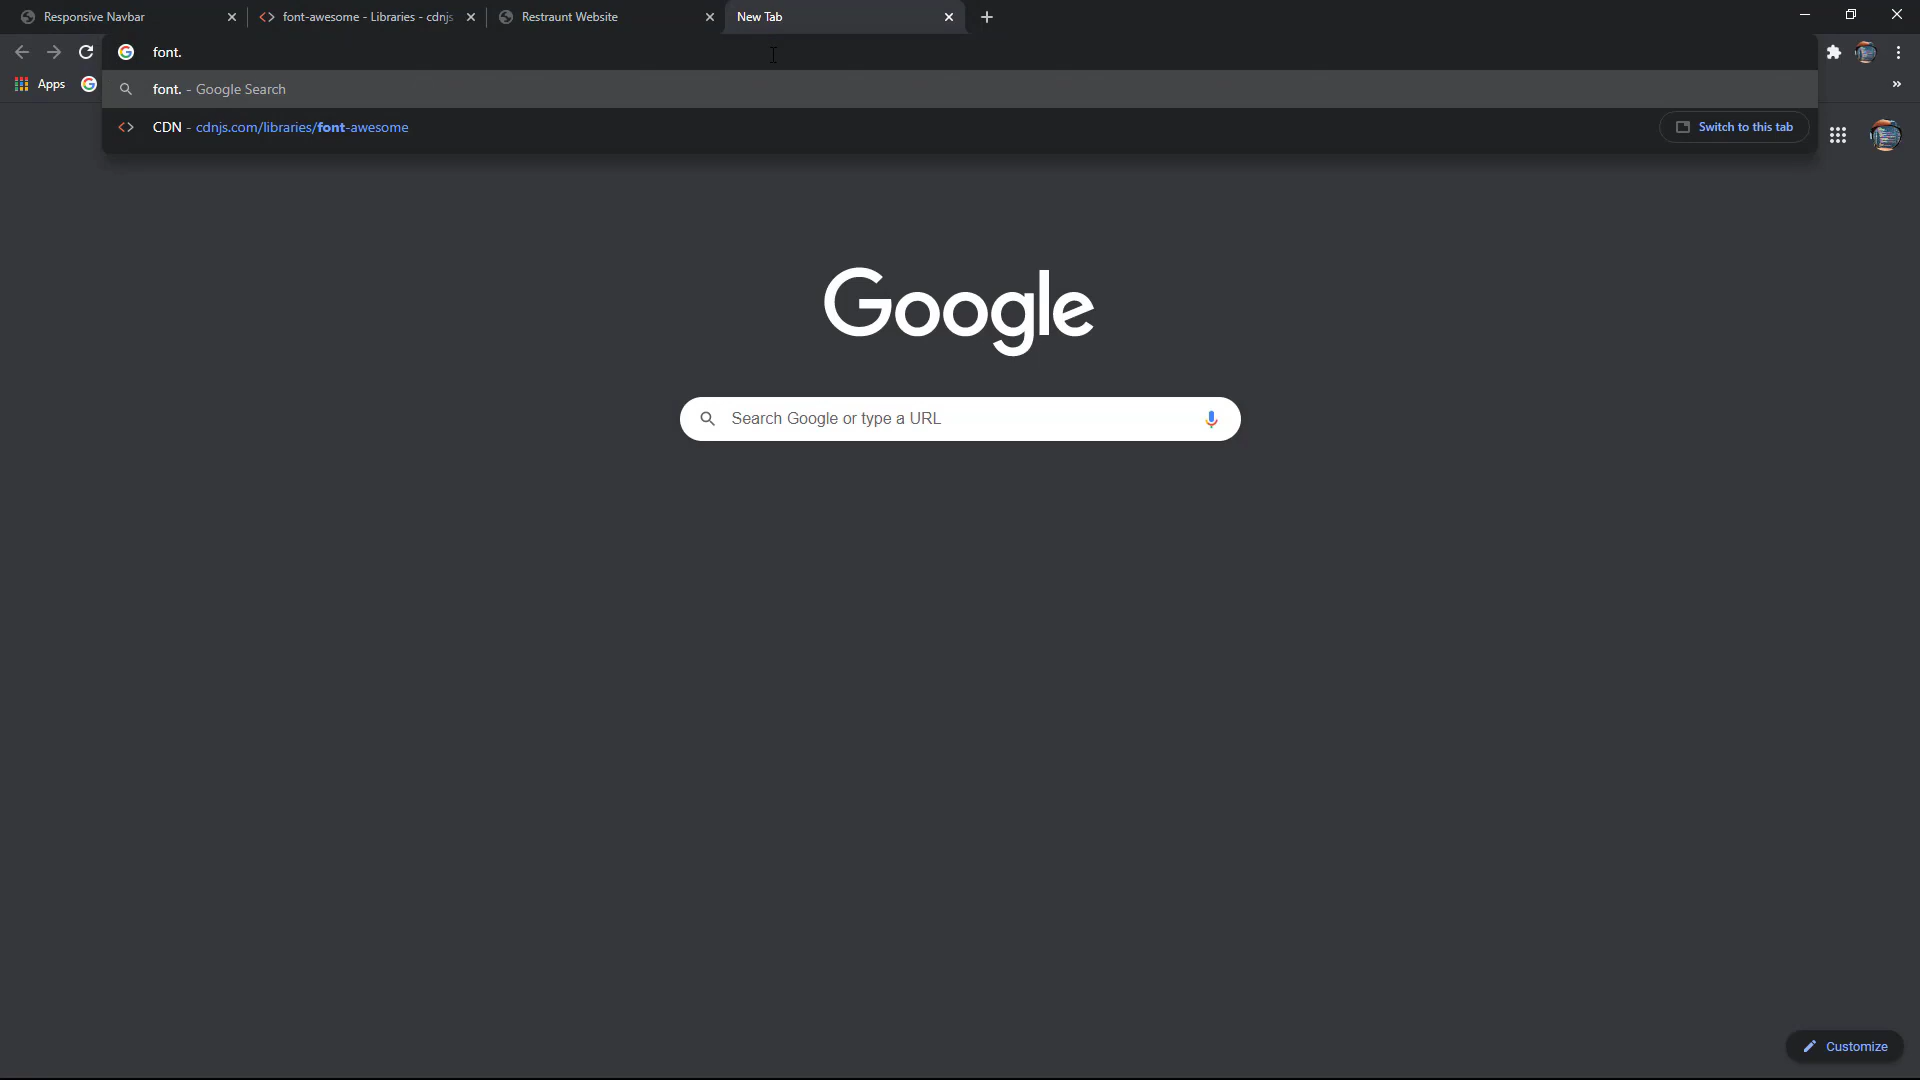 Responsive Navbar
font-awesome - Libraries - cdnjs
Restraunt Website
New Tab
font.
Apps
font. - Google Search
CDN - cdnjs.com/libraries/font-awesome
Switch to this tab
Google
Search Google or type a URL
Customize